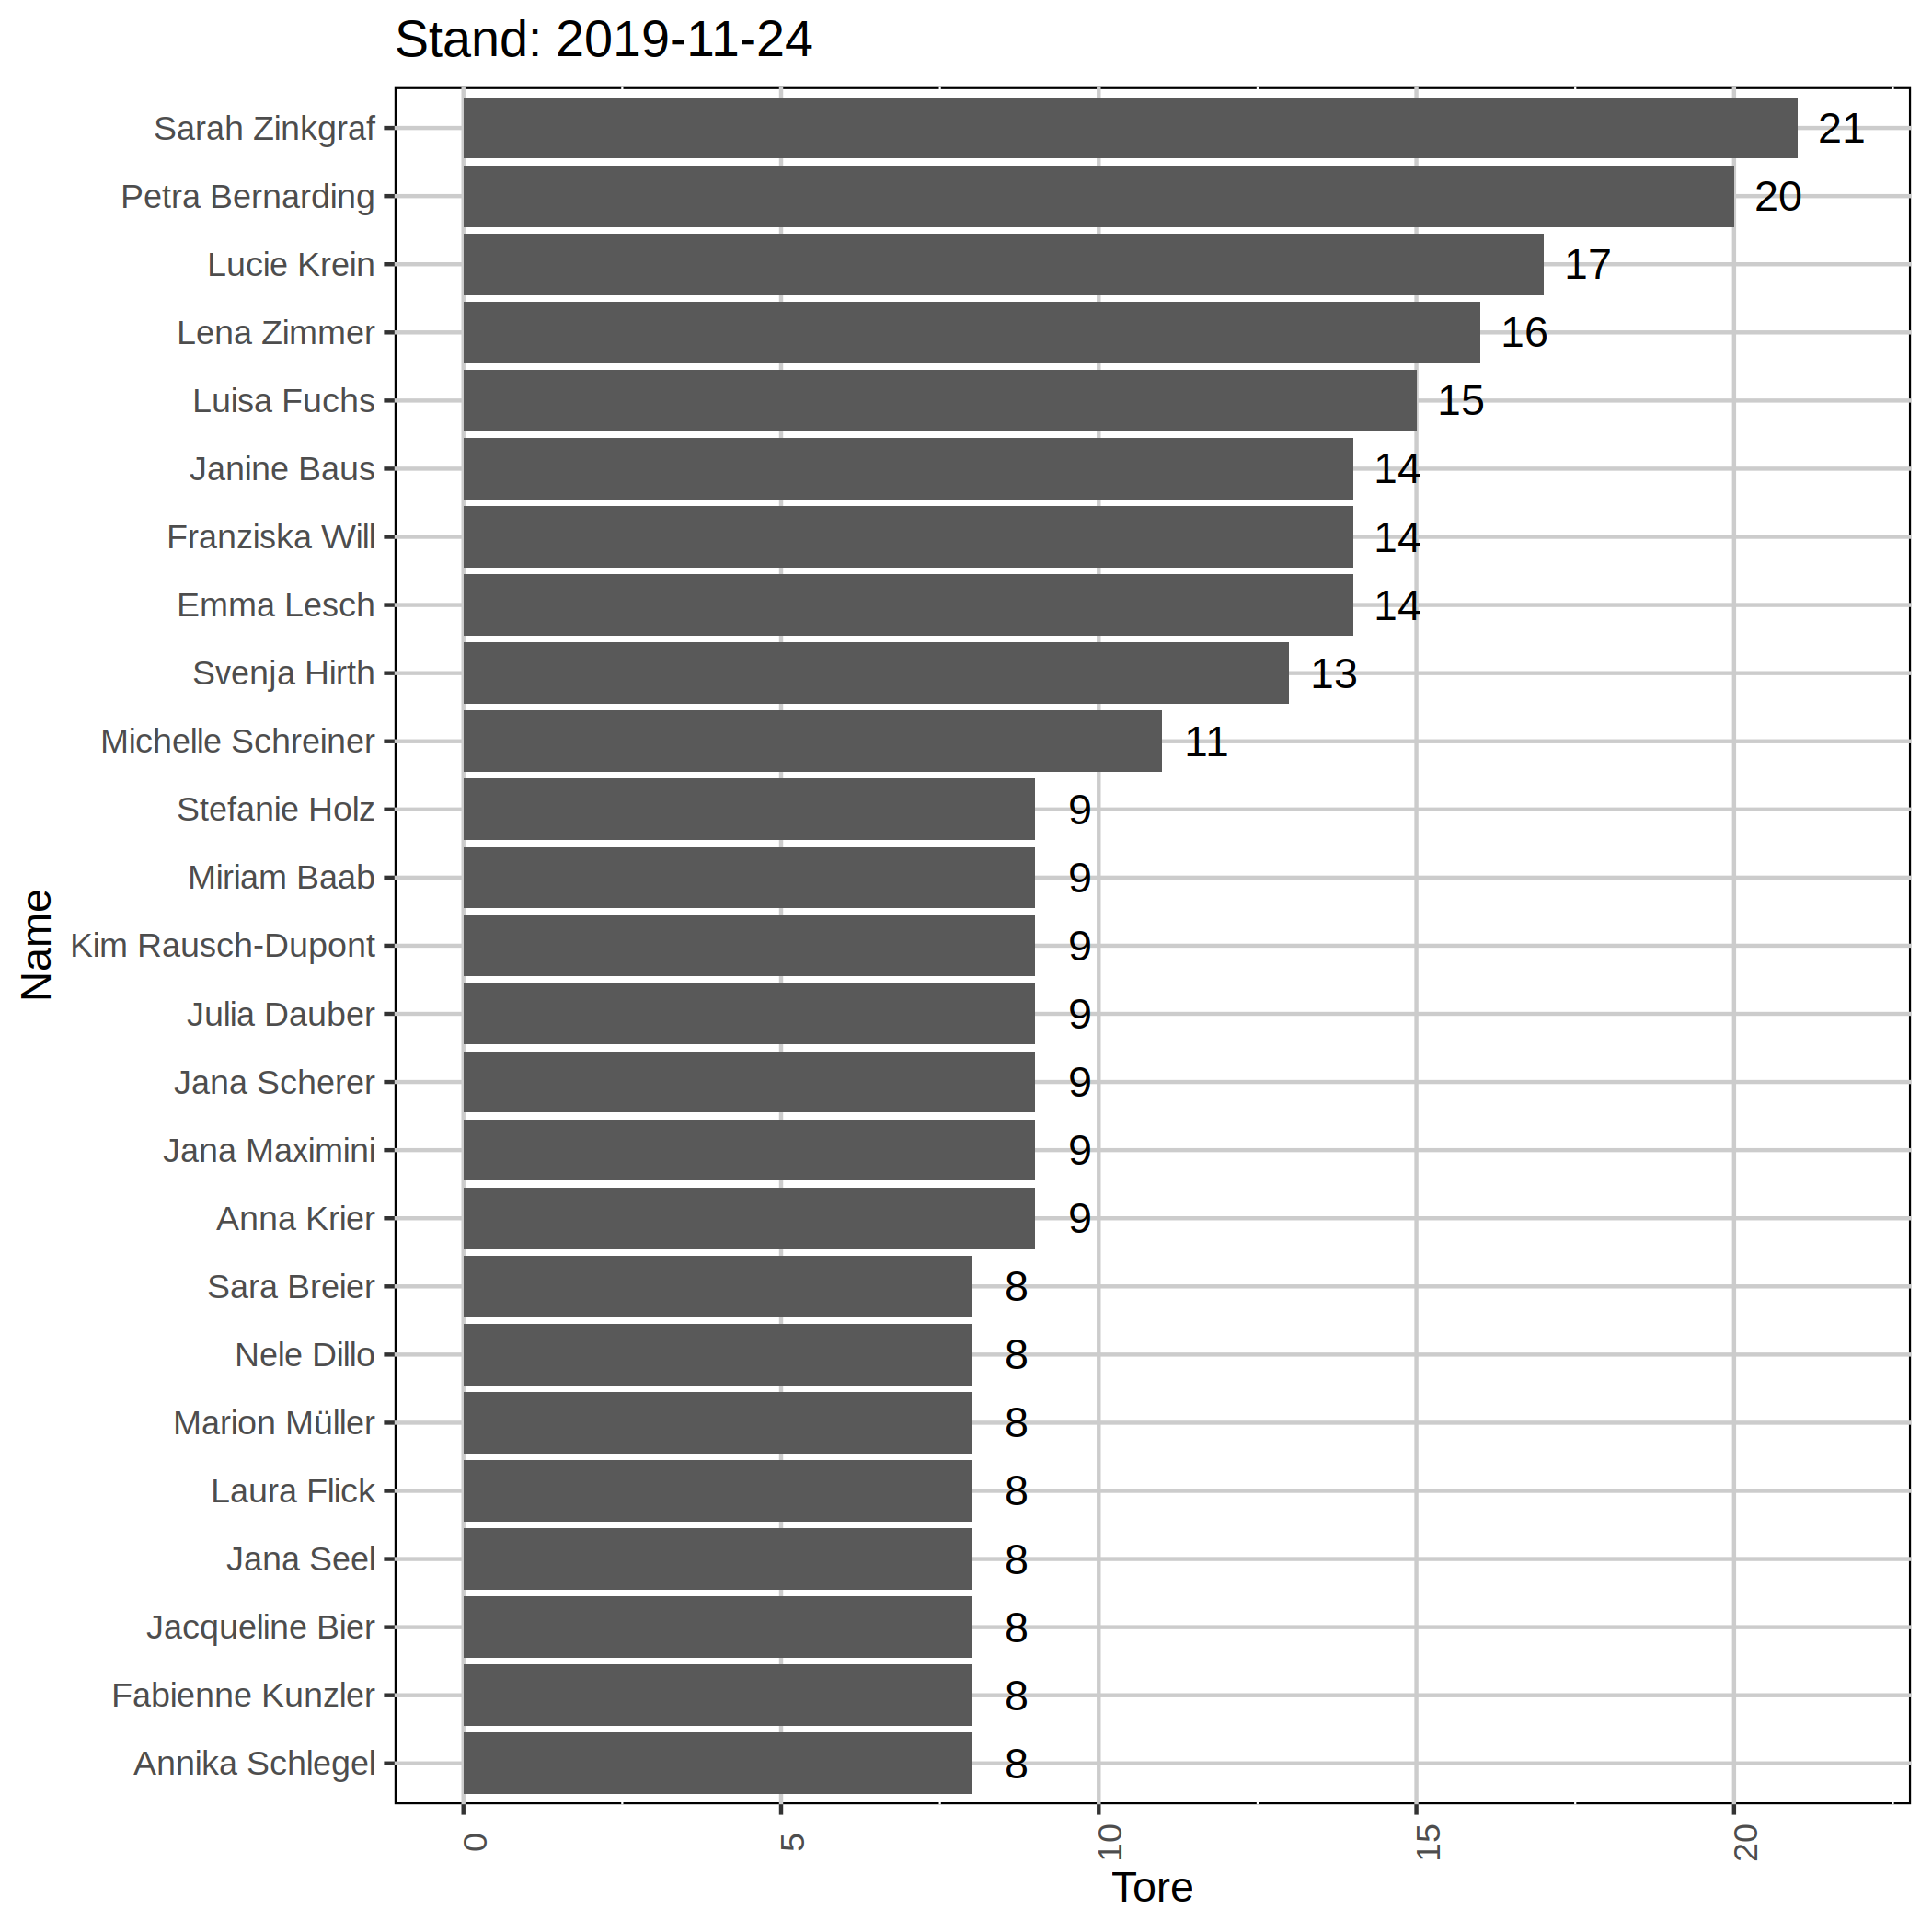 Stand: 2019-11-24
Name
Sarah Zinkgraf 21
Petra Bernarding 20
Lucie Krein 17
Lena Zimmer 16
Luisa Fuchs 15
Janine Baus 14
Franziska Will 14
Emma Lesch 14
Svenja Hirth 13
Michelle Schreiner 11
Stefanie Holz 9
Miriam Baab 9
Kim Rausch-Dupont 9
Julia Dauber 9
Jana Scherer 9
Jana Maximini 9
Anna Krier 9
Sara Breier 8
Nele Dillo 8
Marion Müller 8
Laura Flick 8
Jana Seel 8
Jacqueline Bier 8
Fabienne Kunzler 8
Annika Schlegel 8
0 5 10 15 20
Tore